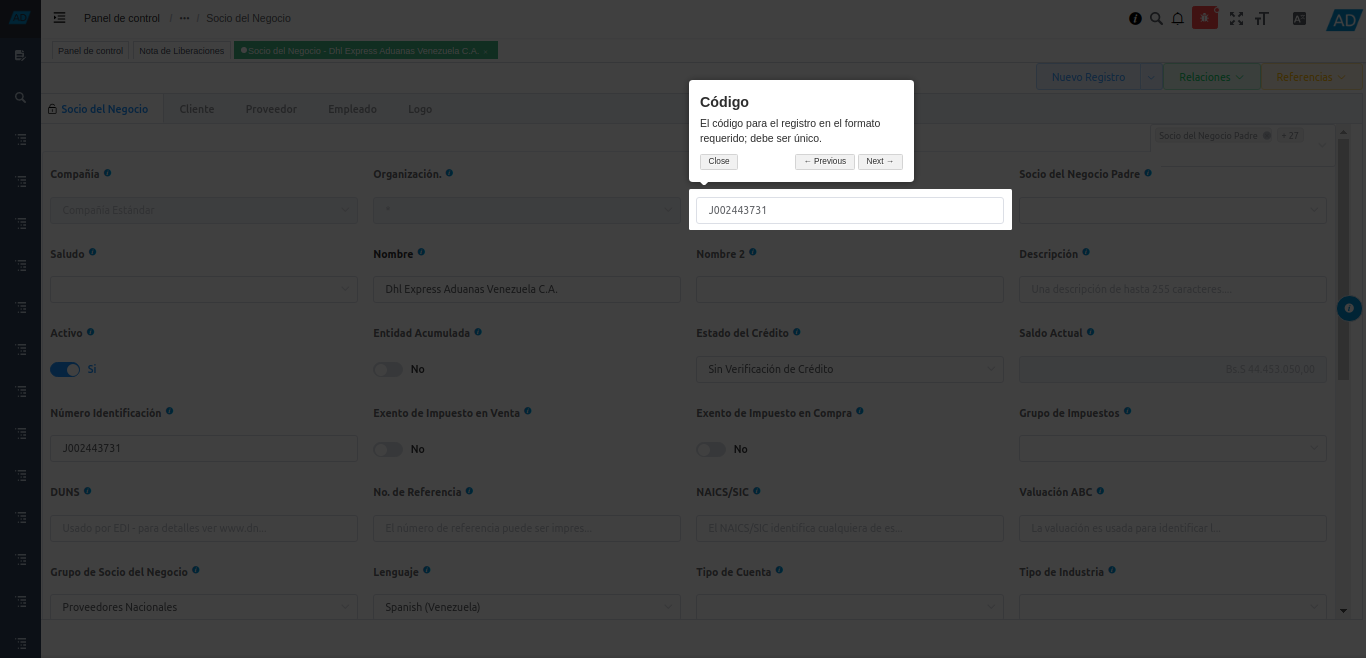 AD
Panel de control / ··· / Socio del Negocio
AD
Panel de control
Nota de Liberaciones
Socio del Negocio - Dhl Express Aduanas Venezuela C.A.
Nuevo Registro
Relaciones
Referencias
Socio del Negocio
Cliente
Proveedor
Empleado
Logo
Código
El código para el registro en el formato
requerido; debe ser único.
Close
← Previous
Next →
Socio del Negocio Padre
+ 27
Compañía
Organización.
Socio del Negocio Padre
Compañía Estándar
*
J002443731
Saludo
Nombre
Nombre 2
Descripción
Dhl Express Aduanas Venezuela C.A.
Una descripción de hasta 255 caracteres...
Activo
Entidad Acumulada
Estado del Crédito
Saldo Actual
Si
No
Sin Verificación de Crédito
Bs.S 44.453.050,00
Número Identificación
Exento de Impuesto en Venta
Exento de Impuesto en Compra
Grupo de Impuestos
J002443731
No
No
DUNS
No. de Referencia
NAICS/SIC
Valuación ABC
Usado por EDI - para detalles ver www.dn...
El número de referencia puede ser impres...
El NAICS/SIC identifica cualquiera de es...
La valuación es usada para identificar l...
Grupo de Socio del Negocio
Lenguaje
Tipo de Cuenta
Tipo de Industria
Proveedores Nacionales
Spanish (Venezuela)